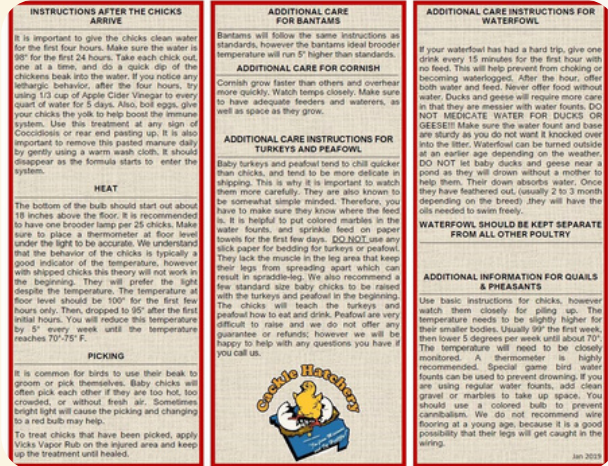 INSTRUCTIONS AFTER THE CHICKS
ARRIVE
It is important to give the chicks clean water
for the first four hours. Make sure the water is
98° for the first 24 hours. Take each chick out,
one at a time, and do a quick dip of the
chickens beak into the water. If you notice any
lethargic behavior, after the four hours, try
using 1/3 cup of Apple Cider Vinegar to every
quart of water for 5 days. Also, boil eggs, give
your chicks the yolk to help boost the immune
system. Use this treatment at any sign of
Coccidiosis or rear end pasting up. It is also
important to remove this pasted manure daily
by gently using a warm wash cloth. It should
disappear as the formula starts to enter the
system.
HEAT
The bottom of the bulb should start out about
18 inches above the floor. It is recommended
to have one brooder lamp per 25 chicks. Make
sure to place a thermometer at floor level
under the light to be accurate. We understand
that the behavior of the chicks is typically a
good indicator of the temperature, however
with shipped chicks this theory will not work in
the beginning. They will prefer the light
despite the temperature. The temperature at
floor level should be 100° for the first few
hours only. Then, dropped to 95° after the first
initial hours. You will reduce this temperature
by 5° every week until the temperature
reaches 70°-75° F.
PICKING
It is common for birds to use their beak to
groom or pick themselves. Baby chicks will
often pick each other if they are too hot, too
crowded, or without fresh air. Sometimes
bright light will cause the picking and changing
to a red bulb may help.
To treat chicks that have been picked, apply
Vicks Vapor Rub on the injured area and keep
up the treatment until healed.
ADDITIONAL CARE
FOR BANTAMS
Bantams will follow the same instructions as
standards, however the bantams ideal brooder
temperature will run 5° higher than standards.
ADDITIONAL CARE FOR CORNISH
Cornish grow faster than others and overhear
more quickly. Watch temps closely. Make sure
to have adequate feeders and waterers, as
well as space as they grow.
ADDITIONAL CARE INSTRUCTIONS FOR
TURKEYS AND PEAFOWL
Baby turkeys and peafowl tend to chill quicker
than chicks, and tend to be more delicate in
shipping. This is why it is important to watch
them more carefully. They are also known to
be somewhat simple minded. Therefore, you
have to make sure they know where the feed
is. It is helpful to put colored marbles in the
water founts, and sprinkle feed on paper
towels for the first few days. DO NOT use any
slick paper for bedding for turkeys or peafowl.
They lack the muscle in the leg area that keep
their legs from spreading apart which can
result in spraddle-leg. We also recommend a
few standard size baby chicks to be raised
with the turkeys and peafowl in the beginning.
The chicks will teach the turkeys and
peafowl how to eat and drink. Peafowl are very
difficult to raise and we do not offer any
guarantee or refunds; however we will be
happy to help with any questions you have if
you call us.
Cackle Hatchery
ADDITIONAL CARE INSTRUCTIONS FOR
WATERFOWL
If your waterfowl has had a hard trip, give one
drink every 15 minutes for the first hour with
no feed. This will help prevent from choking or
becoming waterlogged. After the hour, offer
both water and feed. Never offer food without
water. Ducks and geese will require more care
in that they are messier with water founts. DO
NOT MEDICATE WATER FOR DUCKS OR
GEESE!!! Make sure the water fount and base
are sturdy as you do not want it knocked over
into the litter. Waterfowl can be turned outside
at an earlier age depending on the weather.
DO NOT let baby ducks and geese near a
pond as they will drown without a mother to
help them. Their down absorbs water. Once
they have feathered out, (usually 2 to 3 month
depending on breed) ,they will have the
oils needed to swim freely.
WATERFOWL SHOULD BE KEPT SEPARATE
FROM ALL OTHER POULTRY
ADDITIONAL INFORMATION FOR QUAILS
& PHEASANTS
Use basic instructions for chicks, however
watch them closely for piling up. The
temperature needs to be slightly higher for
their smaller bodies. Usually 99° the first week,
then lower 5 degrees per week until about 70°.
The temperature will need to be closely
monitored. A thermometer is highly
recommended. Special game bird water
founts can be used to prevent drowning. If you
are using regular water founts, add clean
gravel or marbles to take up space. You
should use a colored bulb to prevent
cannibalism. We do not recommend wire
flooring at a young age, because it is a good
possibility that their legs will get caught in the
wiring.
Jan 2019